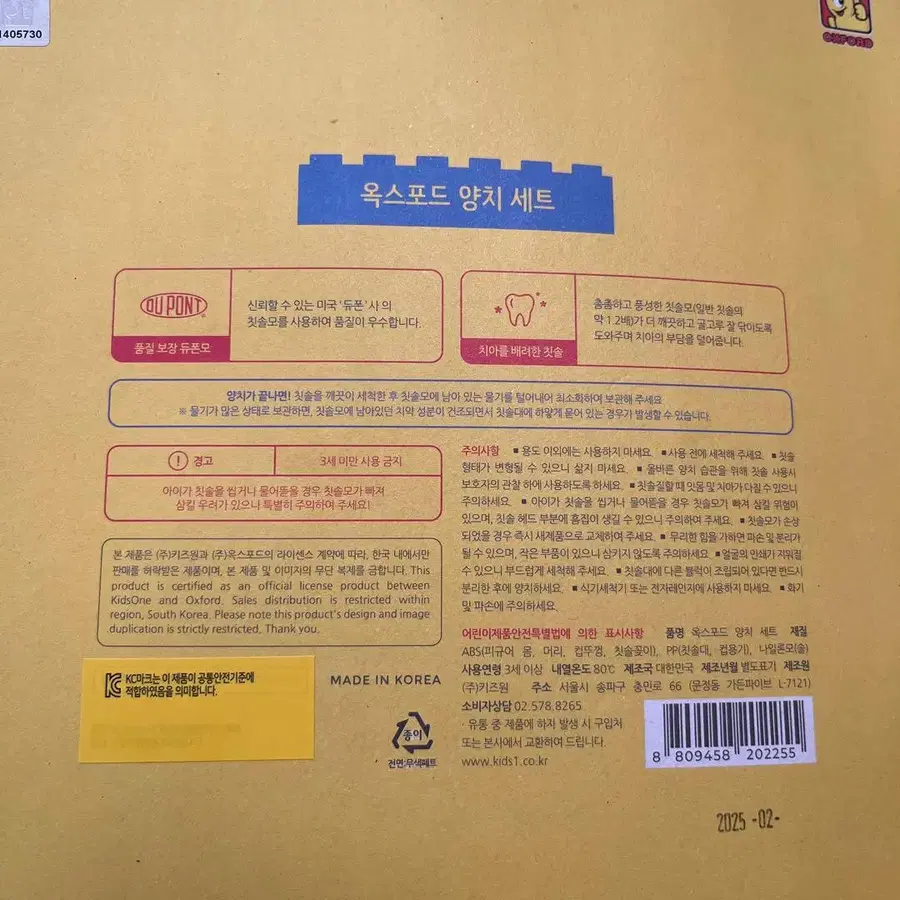 1405730
OXFORD
옥스포드 양치 세트
DU PONT
품질 보장 듀폰모
신뢰할 수 있는 미국 '듀폰' 사 의
칫솔모를 사용하여 품질이 우수합니다.
치아를 배려한 칫솔
촘촘하고 풍성한 칫솔모(일반 칫솔의
약 1.2배)가 더 깨끗하고 골고루 잘 닦이도록
도와주며 치아의 부담을 덜어줍니다.
양치가 끝나면! 칫솔을 깨끗이 세척한 후 칫솔모에 남아 있는 물기를 털어내어 최소화하여 보관해 주세요
※ 물기가 많은 상태로 보관하면, 칫솔모에 남아있던 치약 성분이 건조되면서 칫솔대에 하얗게 묻어 있는 경우가 발생할 수 있습니다.
! 경고
3세 미만 사용 금지
아이가 칫솔을 씹거나 물어뜯을 경우 칫솔모가 빠져
삼킬 우려가 있으니 특별히 주의하여 주세요!
본 제품은 (주)키즈원과 (주)옥스포드의 라이센스 계약에 따라, 한국 내에서만
판매를 허락받은 제품이며, 본 제품 및 이미지의 무단 복제를 금합니다. This
product is certified as an official license product between
KidsOne and Oxford. Sales distribution is restricted within
region, South Korea. Please note this product's design and image
duplication is strictly restricted. Thank you.
KC마크는 이 제품이 공통안전기준에
적합하였음을 의미합니다.
MADE IN KOREA
종이
전면:무색페트
주의사항 ▪ 용도 이외에는 사용하지 마세요. ▪ 사용 전에 세척해 주세요. ▪ 칫솔
형태가 변형될 수 있으니 삶지 마세요. ▪ 올바른 양치 습관을 위해 칫솔 사용시
보호자의 관찰 하에 사용하도록 하세요. ▪ 칫솔질할 때 잇몸 및 치아가 다칠 수 있으니
주의하세요. ▪ 아이가 칫솔을 씹거나 물어뜯을 경우 칫솔모가 빠져 삼킬 위험이
있으며, 칫솔 헤드 부분에 흠집이 생길 수 있으니 주의하여 주세요. ▪ 칫솔모가 손상
되었을 경우 즉시 새제품으로 교체하여 주세요. ▪ 무리한 힘을 가하면 파손 및 분리가
될 수 있으며, 작은 부품이 있으니 삼키지 않도록 주의하세요. ▪ 얼굴의 인쇄가 지워질
수 있으니 부드럽게 세척해 주세요. ▪ 칫솔대에 다른 블럭이 조립되어 있다면 반드시
분리한 후에 양치하세요. ▪ 식기세척기 또는 전자레인지에 사용하지 마세요. ▪ 화기
및 파손에 주의하세요.
어린이제품안전특별법에 의한 표시사항 품명 옥스포드 양치 세트 재질
ABS(피규어 몸, 머리, 컵뚜껑, 칫솔꽂이), PP(칫솔대, 컵용기), 나일론모(솔)
사용연령 3세 이상 내열온도 80℃ 제조국 대한민국 제조년월 별도표기 제조원
(주)키즈원 주소 서울시 송파구 충민로 66 (문정동 가든파이브 L-7121)
소비자상담 02.578.8265
· 유통 중 제품에 하자 발생 시 구입처
또는 본사에서 교환하여 드립니다.
www.kids1.co.kr
8 809458 202255
2025 -02-